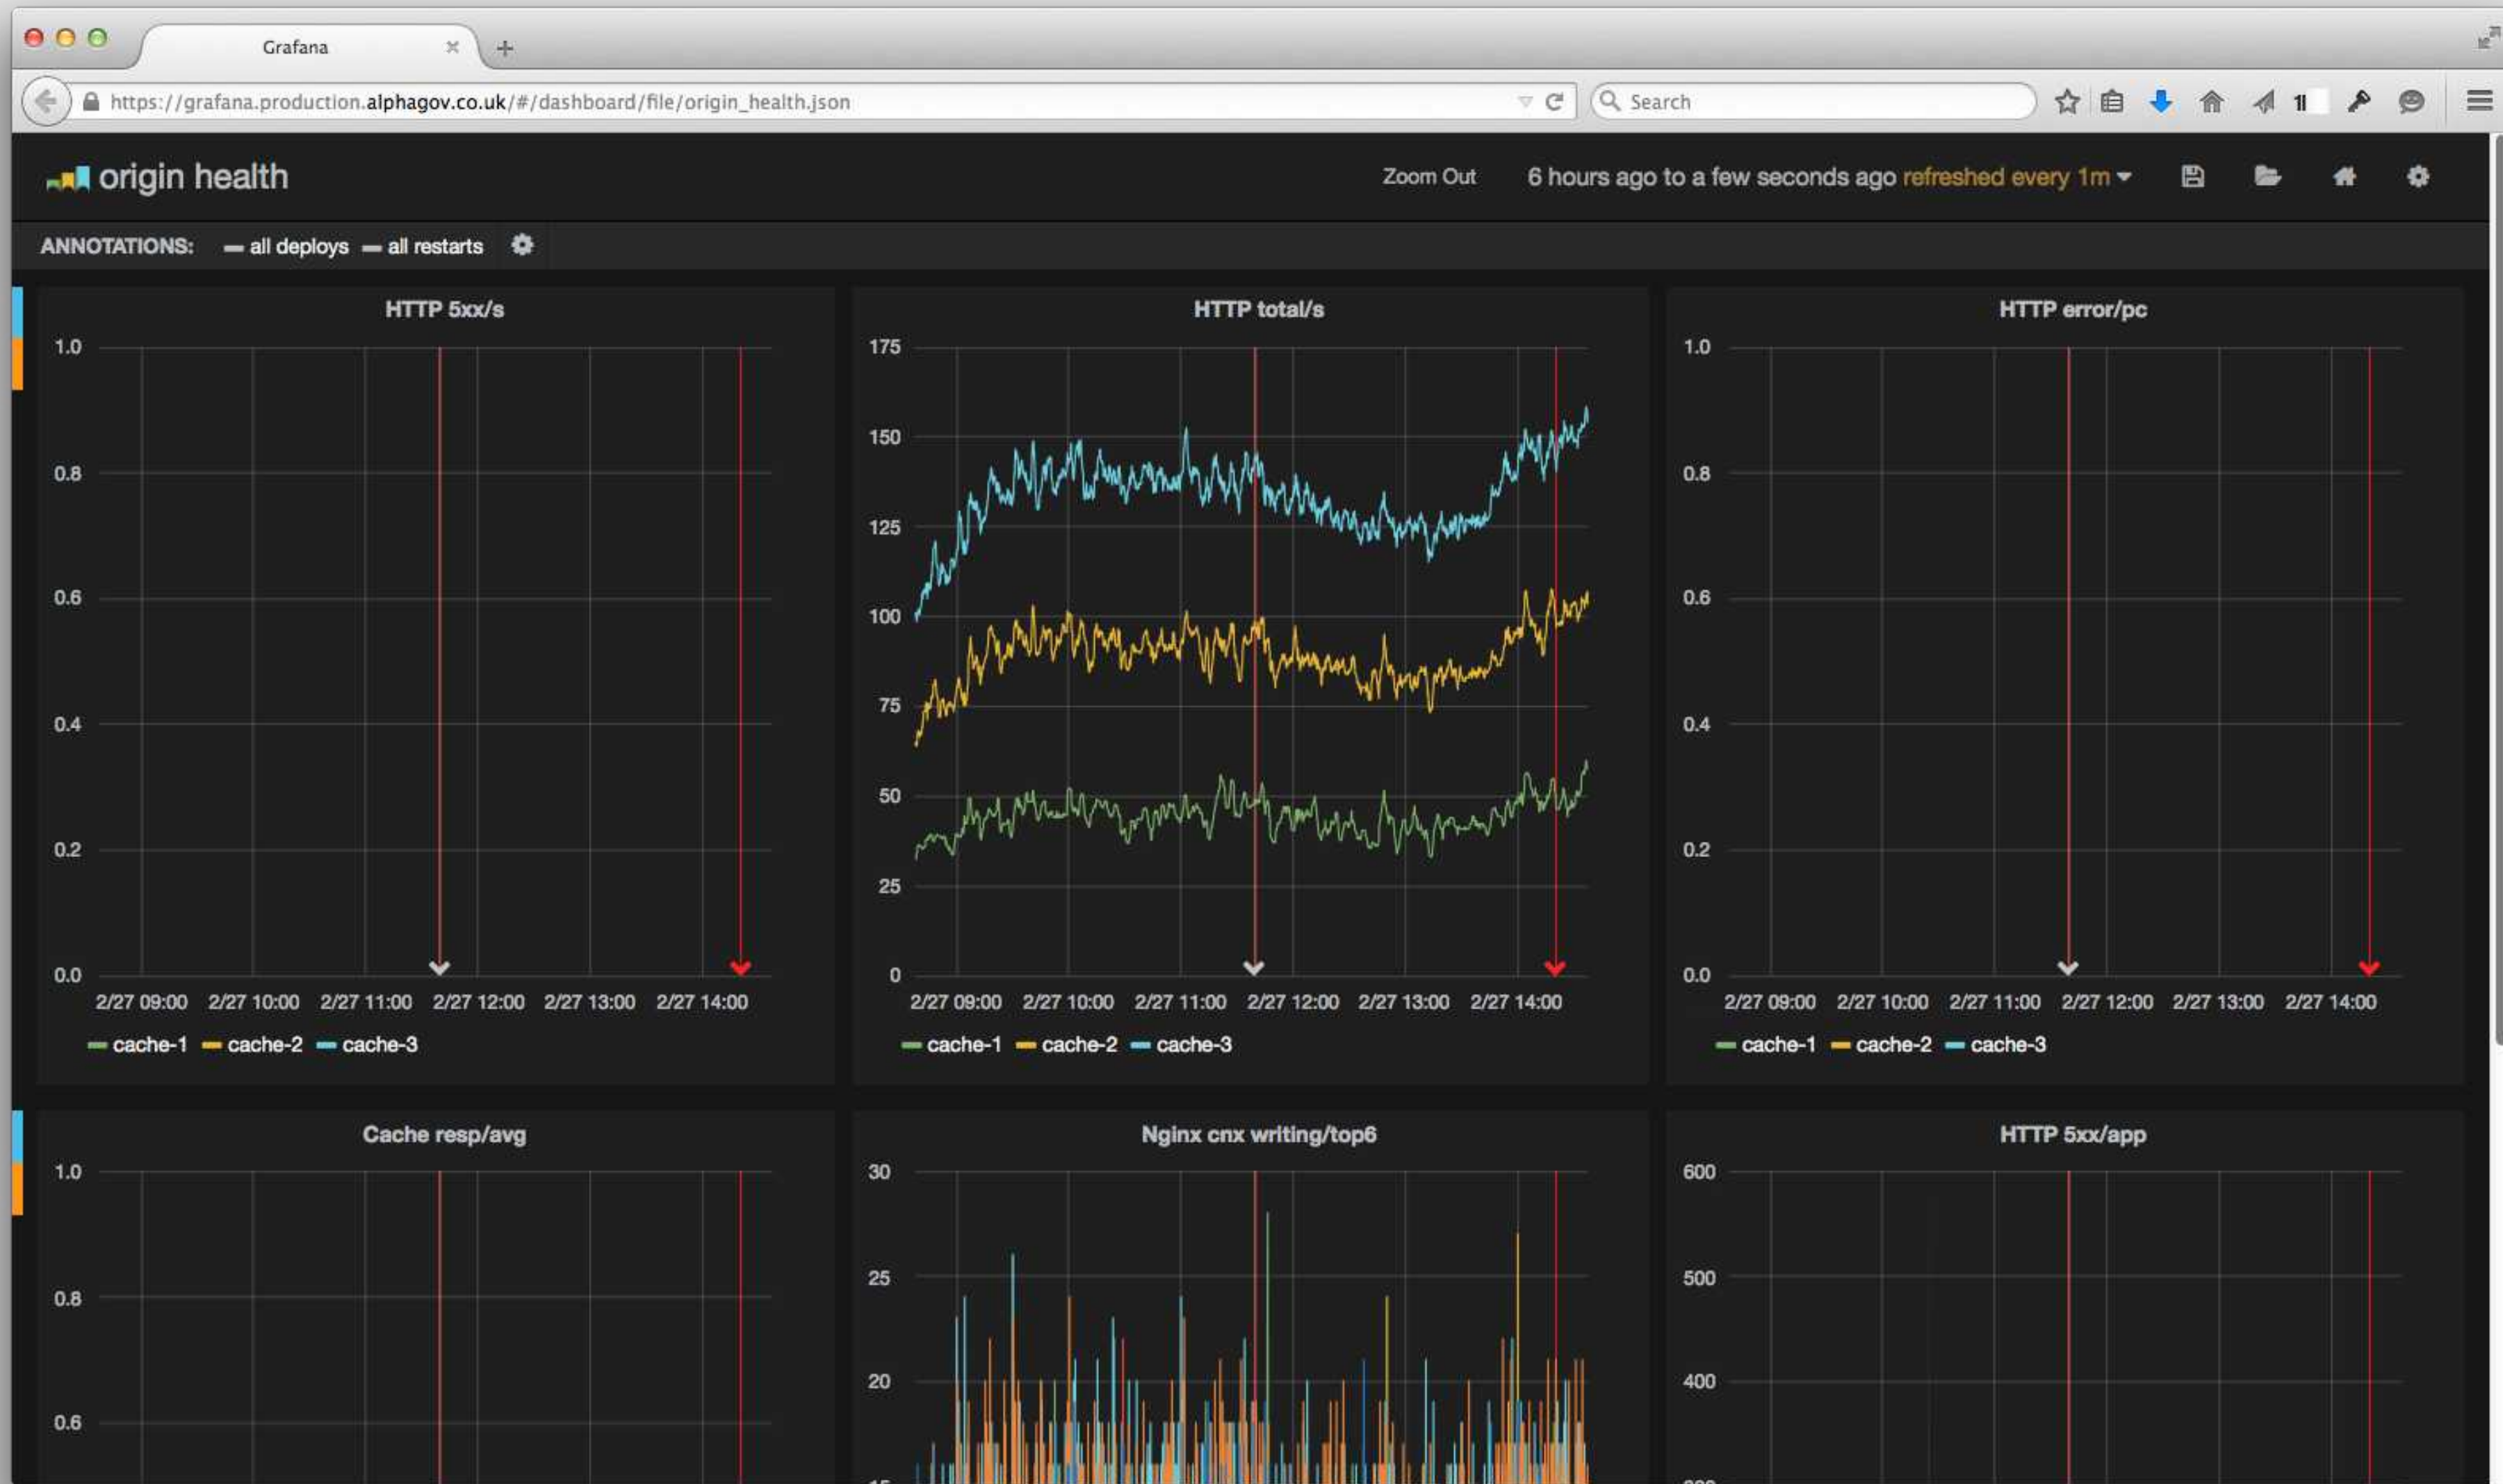 Grafana
https://grafana.production.alphagov.co.uk/#/dashboard/file/origin_health.json
Search
origin health
Zoom Out 6 hours ago to a few seconds ago refreshed every 1m
ANNOTATIONS: all deploys all restarts
HTTP 5xx/s
1.0
0.8
0.6
0.4
0.2
0.0
2/27 09:00 2/27 10:00 2/27 11:00 2/27 12:00 2/27 13:00 2/27 14:00
cache-1 cache-2 cache-3
HTTP total/s
175
150
125
100
75
50
25
0
2/27 09:00 2/27 10:00 2/27 11:00 2/27 12:00 2/27 13:00 2/27 14:00
cache-1 cache-2 cache-3
HTTP error/pc
1.0
0.8
0.6
0.4
0.2
0.0
2/27 09:00 2/27 10:00 2/27 11:00 2/27 12:00 2/27 13:00 2/27 14:00
cache-1 cache-2 cache-3
Cache resp/avg
1.0
0.8
0.6
Nginx cnx writing/top6
30
25
20
HTTP 5xx/app
600
500
400